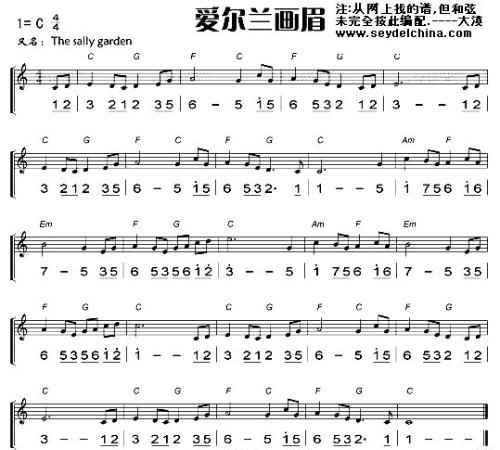 1= C 4/4
爱尔兰画眉
注:从网上找的谱,但和弦
未完全按此编配.----大漠
www.seydelchina.com
又名：The sally garden
C G F C F G C
12 3 212 35 6 - 5 i5 6 532 12 3 - - 12
C G F C F G C Am F
3 212 35 6 - 5 i5 6 532· 1 1 - - 5 i 756 i6
Em F G C Am F Em
7 - 5 35 6 535612 3 - - 5 i 756 i6 7 - 5 35
F G C C G F C
6 535612 i - - 12 3 212 35 6 - 5 i5 6 532 12
C C G F C F G C
3 - - 12 3 212 35 6 - 5 i5 6 532· 1 1 - - -